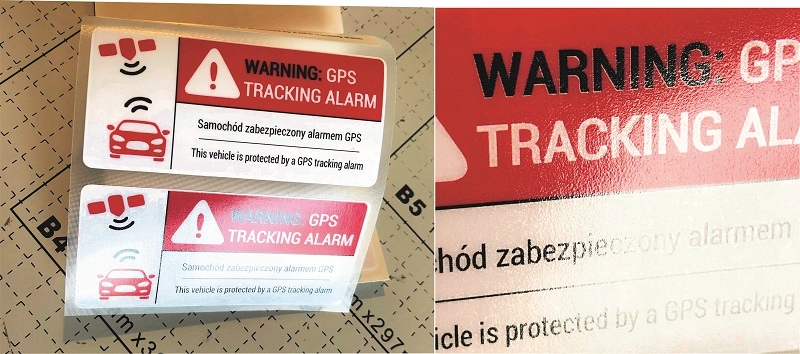 WARNING: GPS
TRACKING ALARM
Samochód zabezpieczony alarmem GPS
This vehicle is protected by a GPS tracking alarm
WARNING: GPS
TRACKING ALARM
Samochód zabezpieczony alarmem GPS
This vehicle is protected by a GPS tracking alarm
B4
B5
m x297
WARNING: GP
TRACKING ALA
hód zabezpieczony alarmem
icle is protected by a GPS tracking